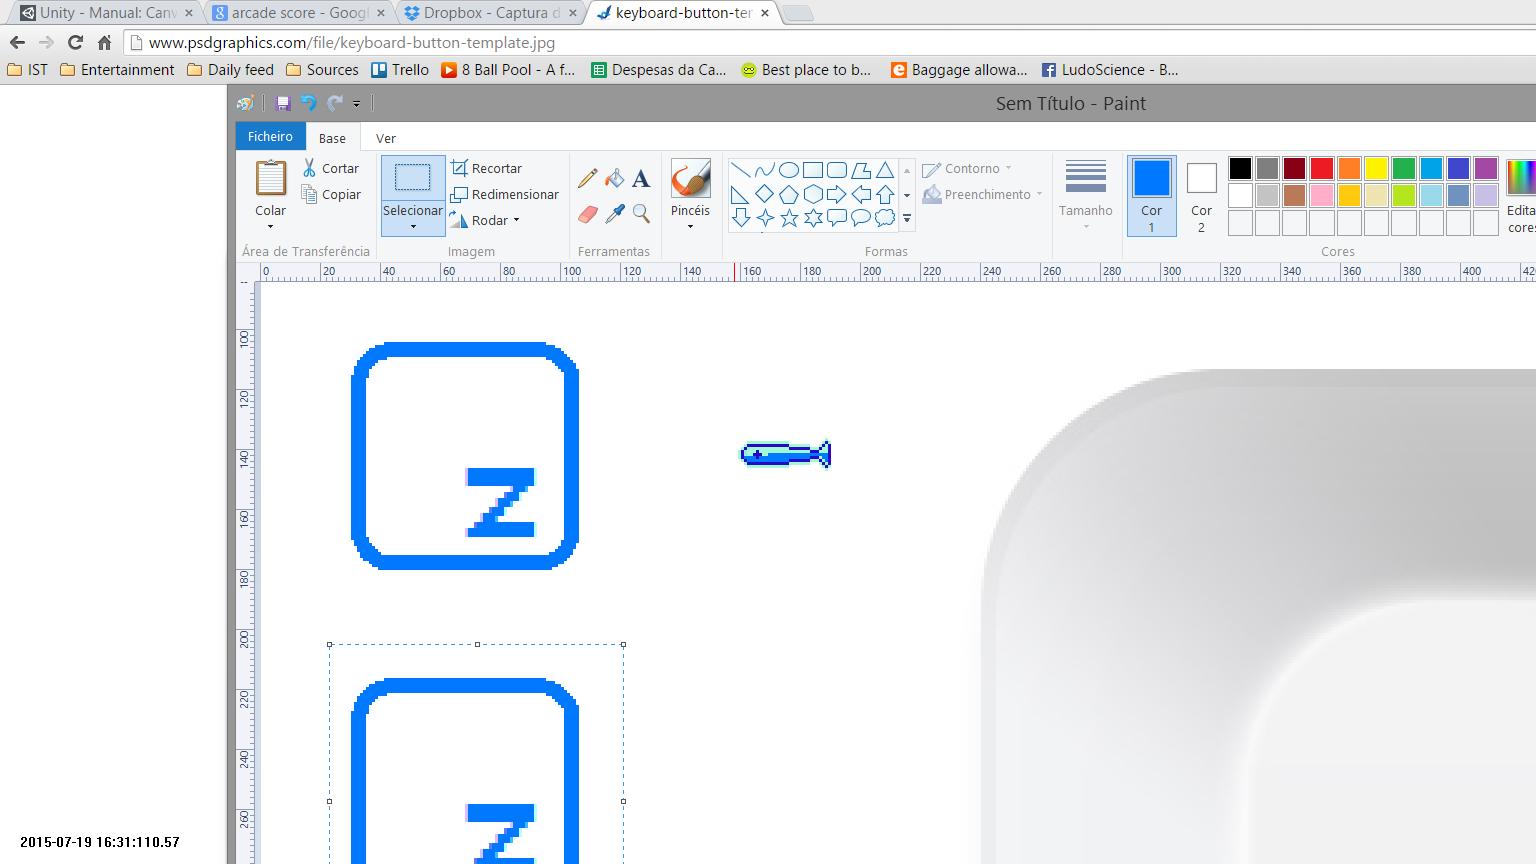 Unity - Manual: Canv
arcade score - Goog
Dropbox - Captura d
keyboard-button-tem
www.psdgraphics.com/file/keyboard-button-template.jpg
IST Entertainment Daily feed Sources Trello 8 Ball Pool - A f... Despesas da Ca... Best place to b... Baggage allowa... LudoScience - B...
Sem Título - Paint
Ficheiro Base Ver
Colar
Cortar
Copiar
Área de Transferência
Selecionar
Recortar
Redimensionar
Rodar
Imagem
A
Ferramentas
Pincéis
Contorno
Preenchimento
Formas
Tamanho
Cor
1
Cor
2
Edita
cores
Cores
0 20 40 60 80 100 120 140 160 180 200 220 240 260 280 300 320 340 360 380 400 420
100
120
140
160
180
200
220
240
260
Z
Z
2015-07-19 16:31:110.57